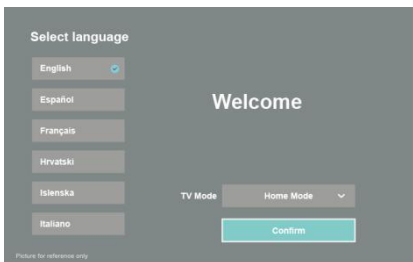 Select language
English
Español
Français
Hrvatski
Islenska
Italiano
Welcome
TV Mode
Home Mode
Confirm
Picture for reference only